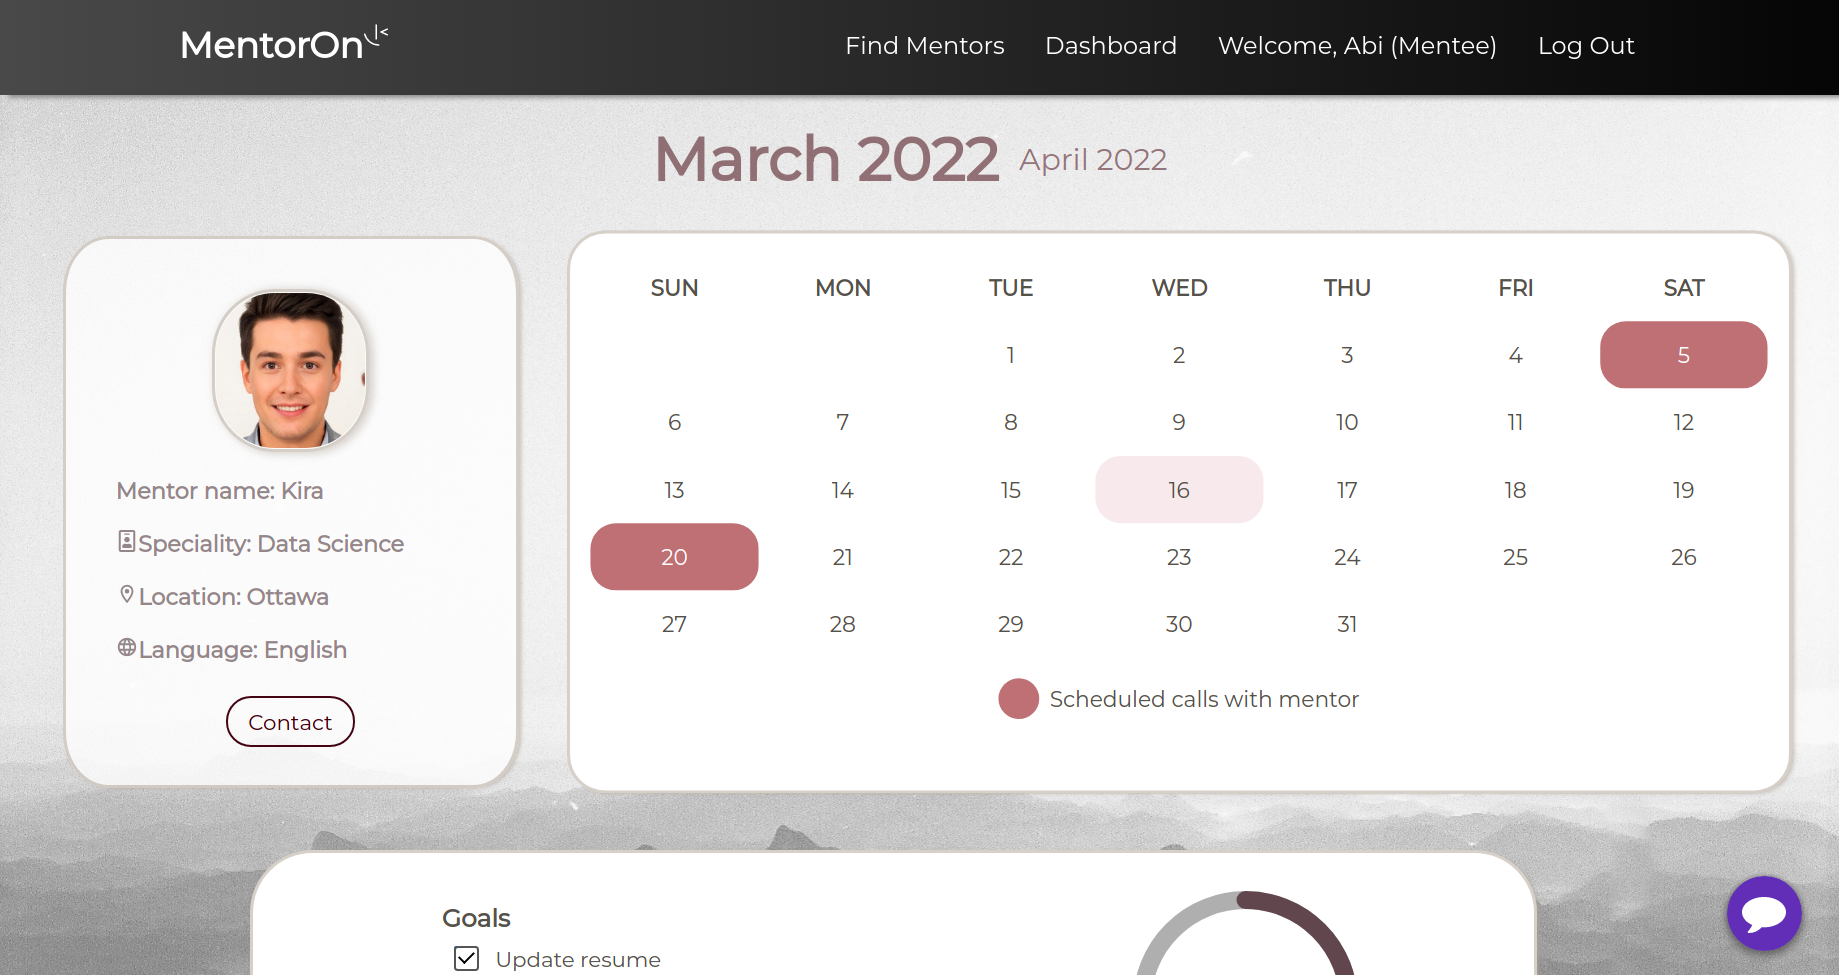 MentorOn
Find Mentors Dashboard Welcome, Abi (Mentee) Log Out
March 2022 April 2022
Mentor name: Kira
Speciality: Data Science
Location: Ottawa
Language: English
Contact
SUN MON TUE WED THU FRI SAT
1 2 3 4 5
6 7 8 9 10 11 12
13 14 15 16 17 18 19
20 21 22 23 24 25 26
27 28 29 30 31
Scheduled calls with mentor
Goals
Update resume